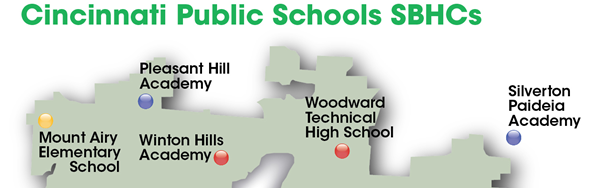 Cincinnati Public Schools SBHCs
Pleasant Hill
Academy
Silverton
Paideia
Academy
Woodward
Technical
High School
Mount Airy
Elementary
School
Winton Hills
Academy